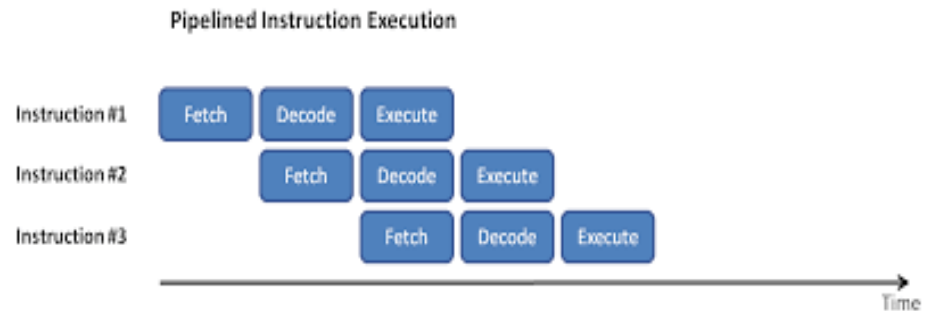 Pipelined Instruction Execution
Instruction #1 Fetch Decode Execute
Instruction #2 Fetch Decode Execute
Instruction #3 Fetch Decode Execute
Time